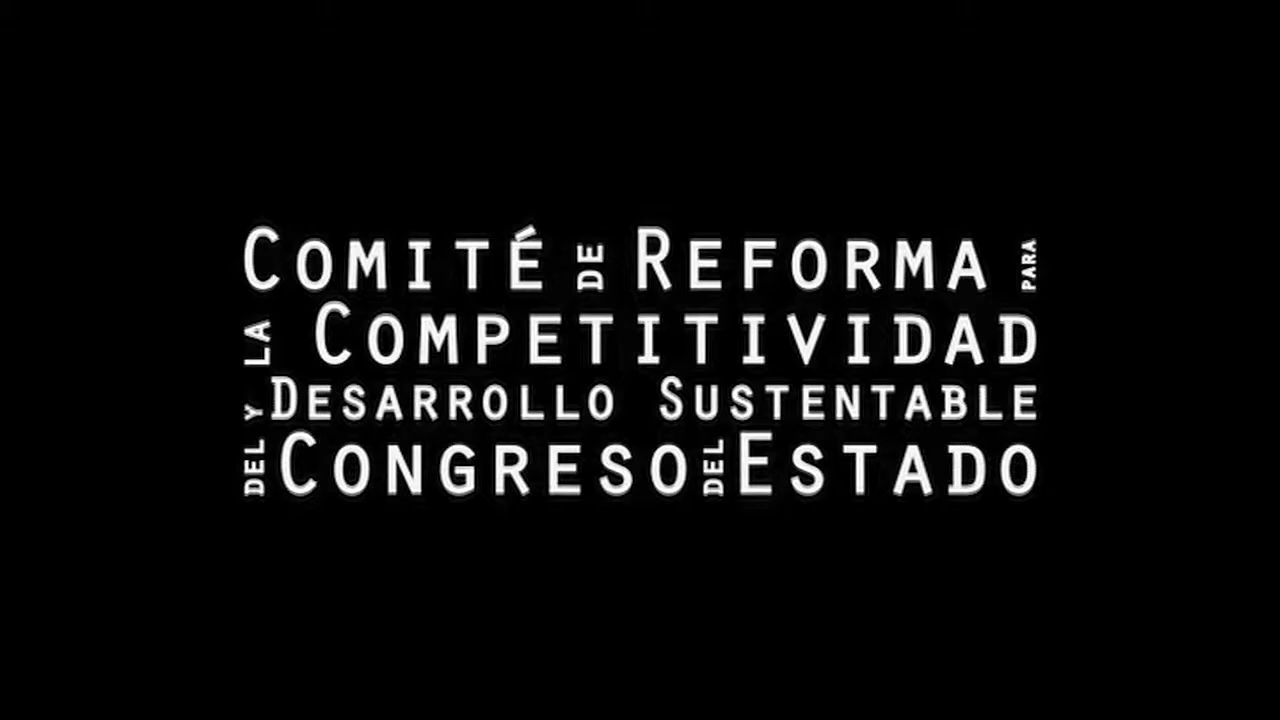 COMITÉ DE REFORMA PARA
LA COMPETITIVIDAD
Y DESARROLLO SUSTENTABLE
DEL CONGRESO DEL ESTADO